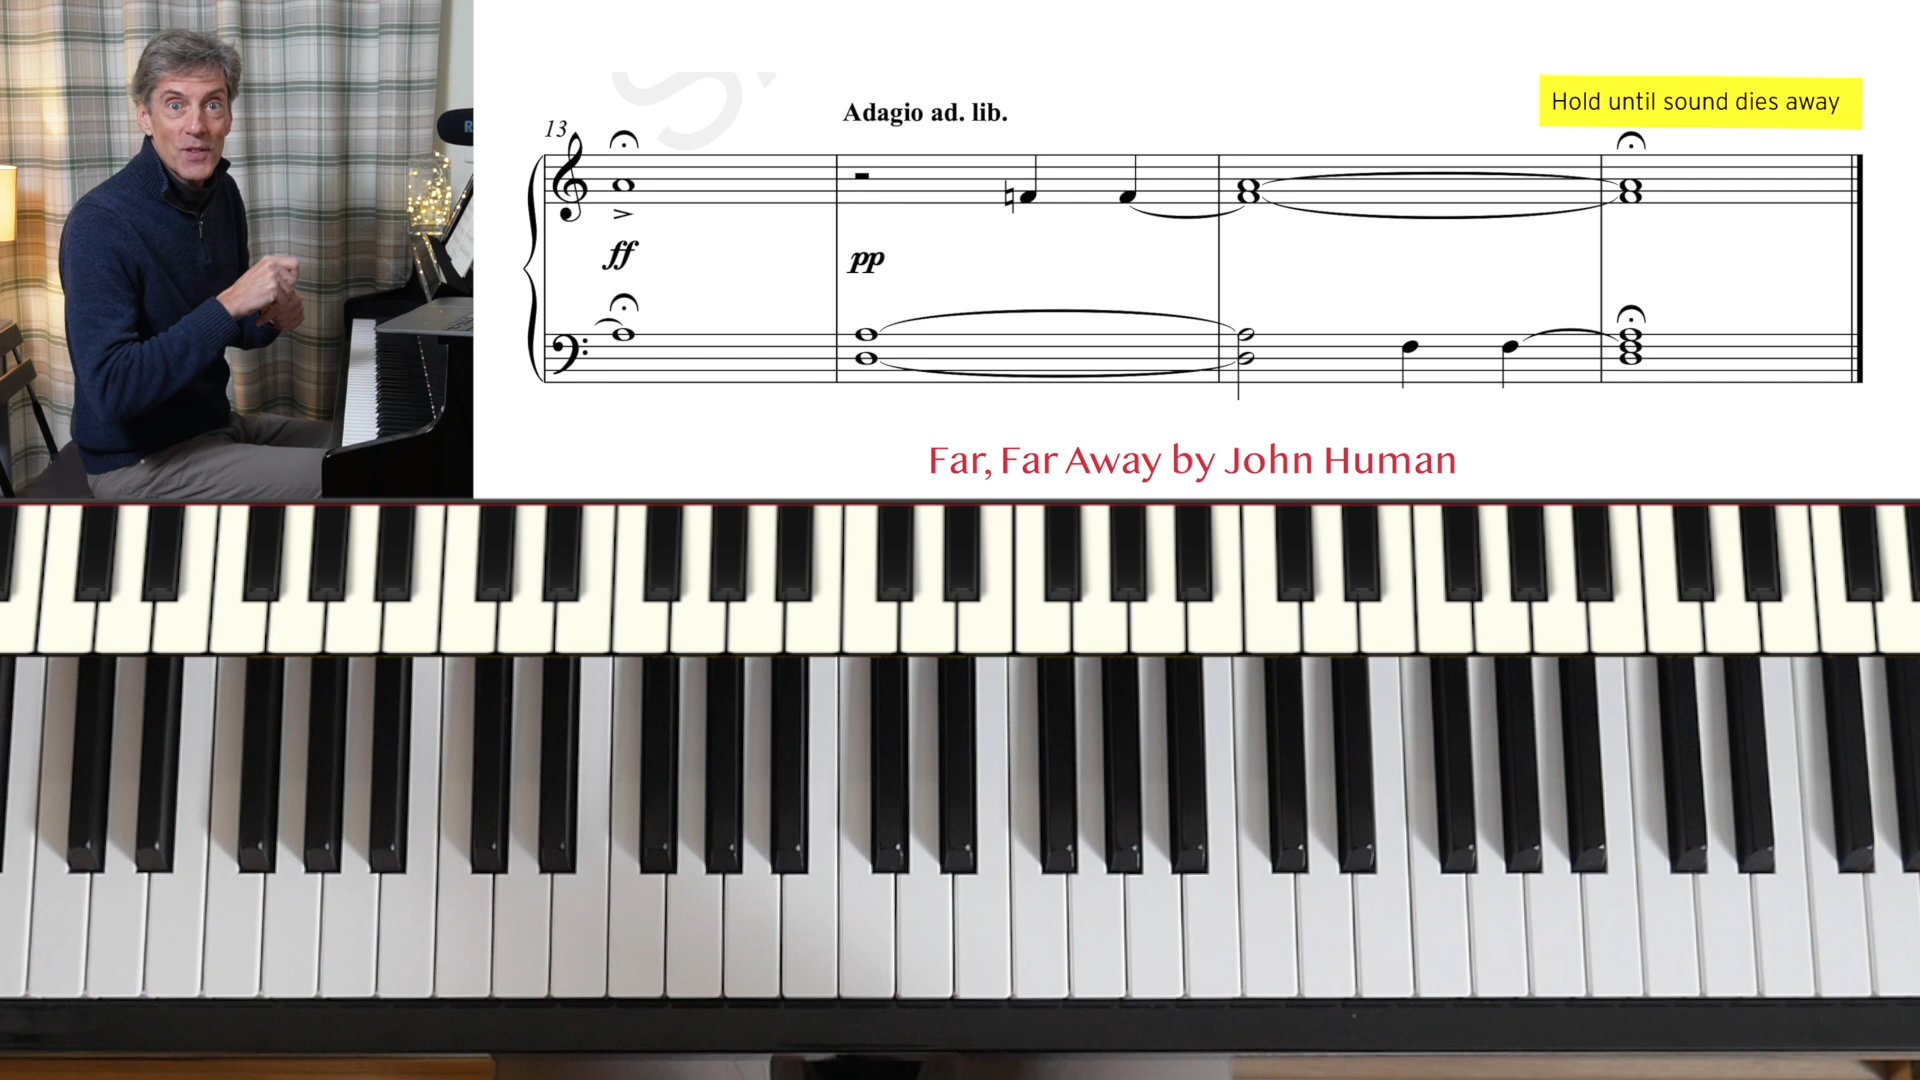 Hold until sound dies away
Adagio ad. lib.
13
ff
pp
Far, Far Away by John Human